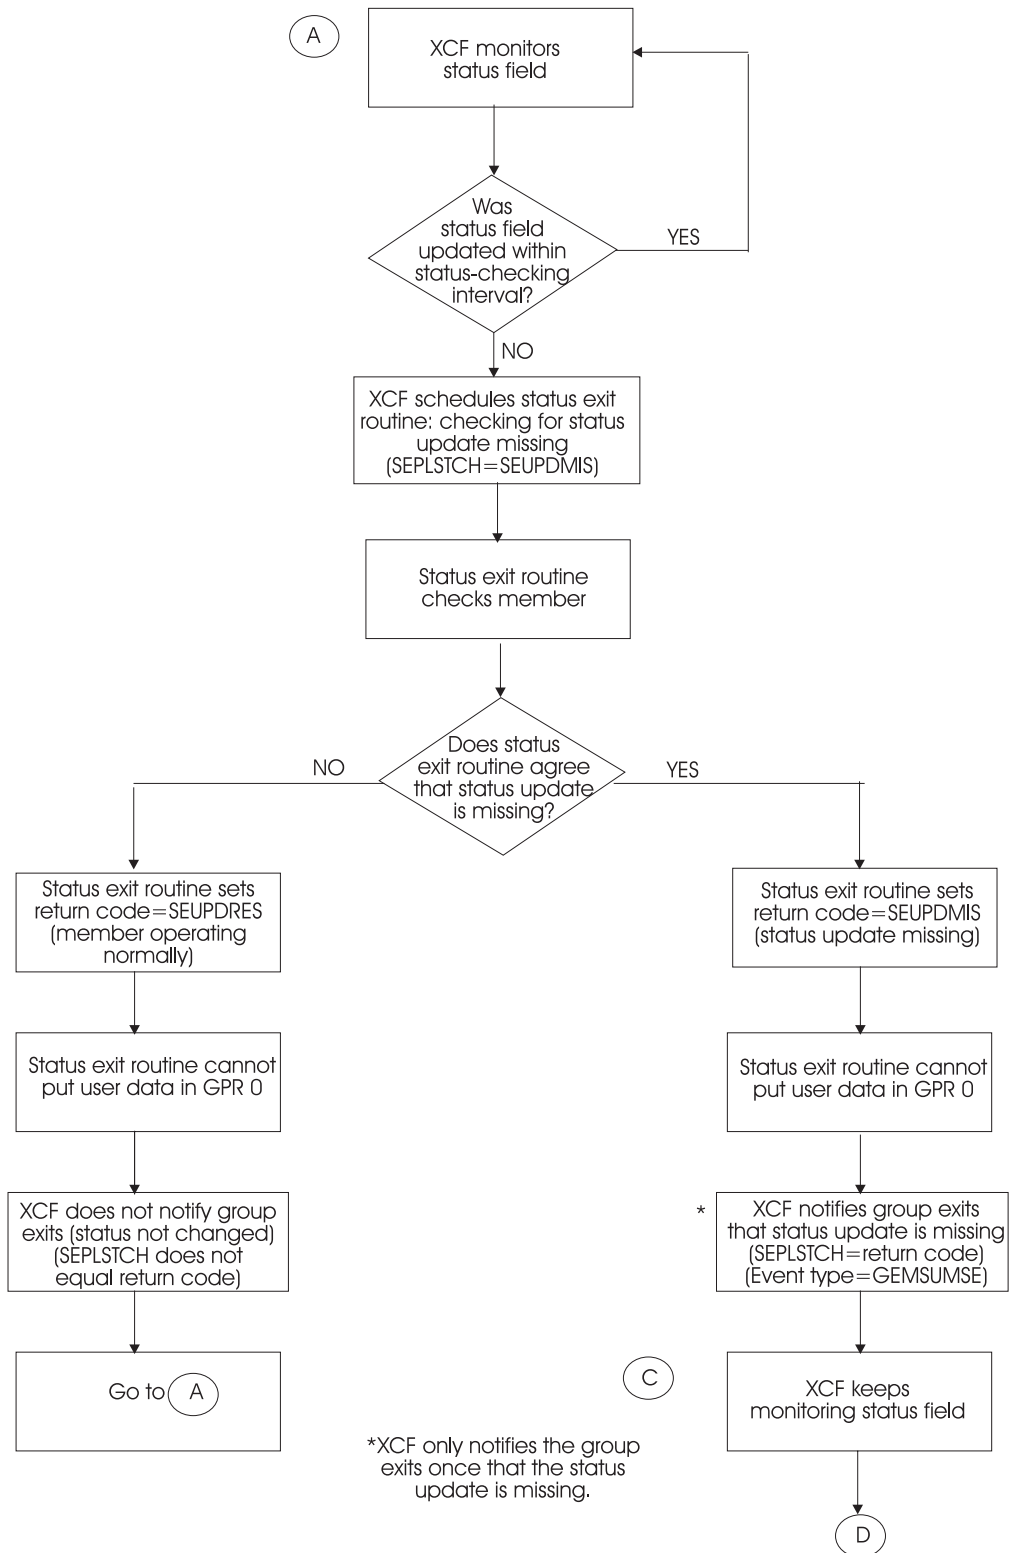 A
XCF monitors
status field
Was
status field
updated within
status-checking
interval?
YES
NO
XCF schedules status exit
routine: checking for status
update missing
(SEPLSTCH=SEUPDMIS)
Status exit routine
checks member
Does status
exit routine agree
that status update
is missing?
NO
YES
Status exit routine sets
return code=SEUPDRES
(member operating
normally)
Status exit routine sets
return code=SEUPDMIS
(status update missing)
Status exit routine cannot
put user data in GPR 0
Status exit routine cannot
put user data in GPR 0
XCF does not notify group
exits (status not changed)
(SEPLSTCH does not
equal return code)
*
XCF notifies group exits
that status update is missing
(SEPLSTCH=return code)
(Event type=GEMSUMSE)
Go to A
C
XCF keeps
monitoring status field
*XCF only notifies the group
exits once that the status
update is missing.
D